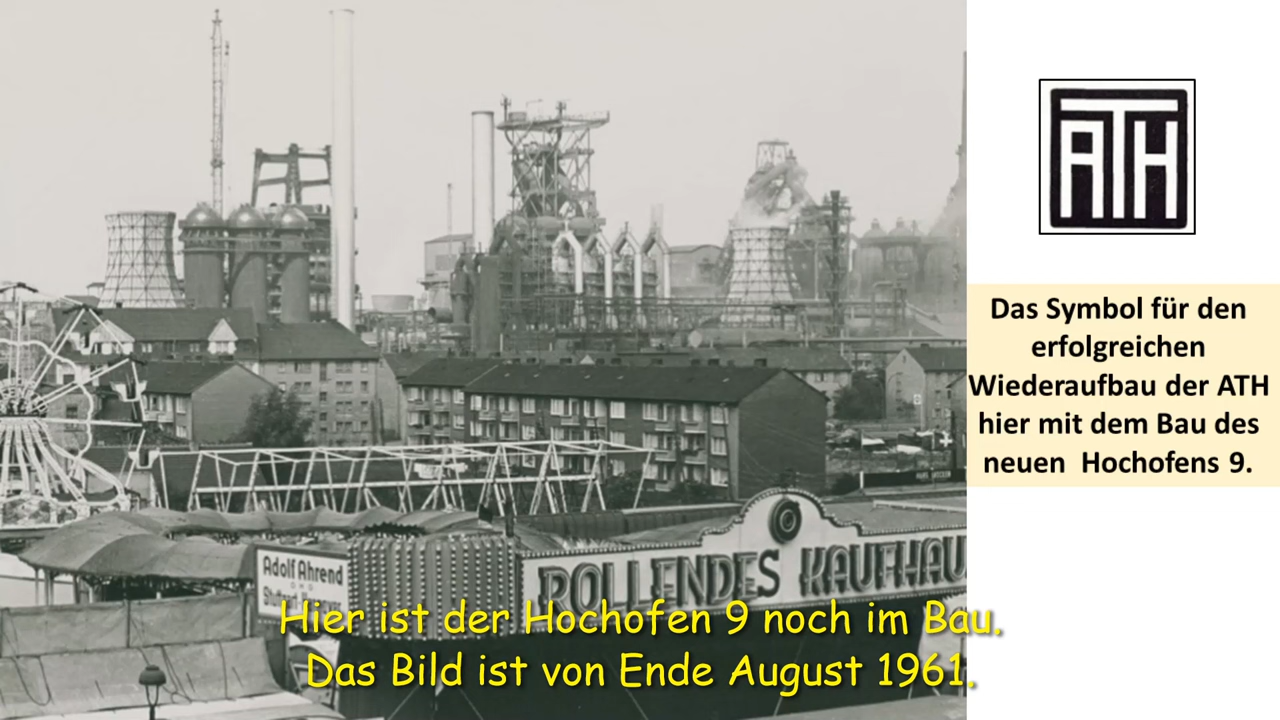 ATH
Das Symbol für den
erfolgreichen
Wiederaufbau der ATH
hier mit dem Bau des
neuen Hochofens 9.
Adolf Ahrend
ROLLENDES KAUFHAU
Hier ist der Hochofen 9 noch im Bau.
Das Bild ist von Ende August 1961.